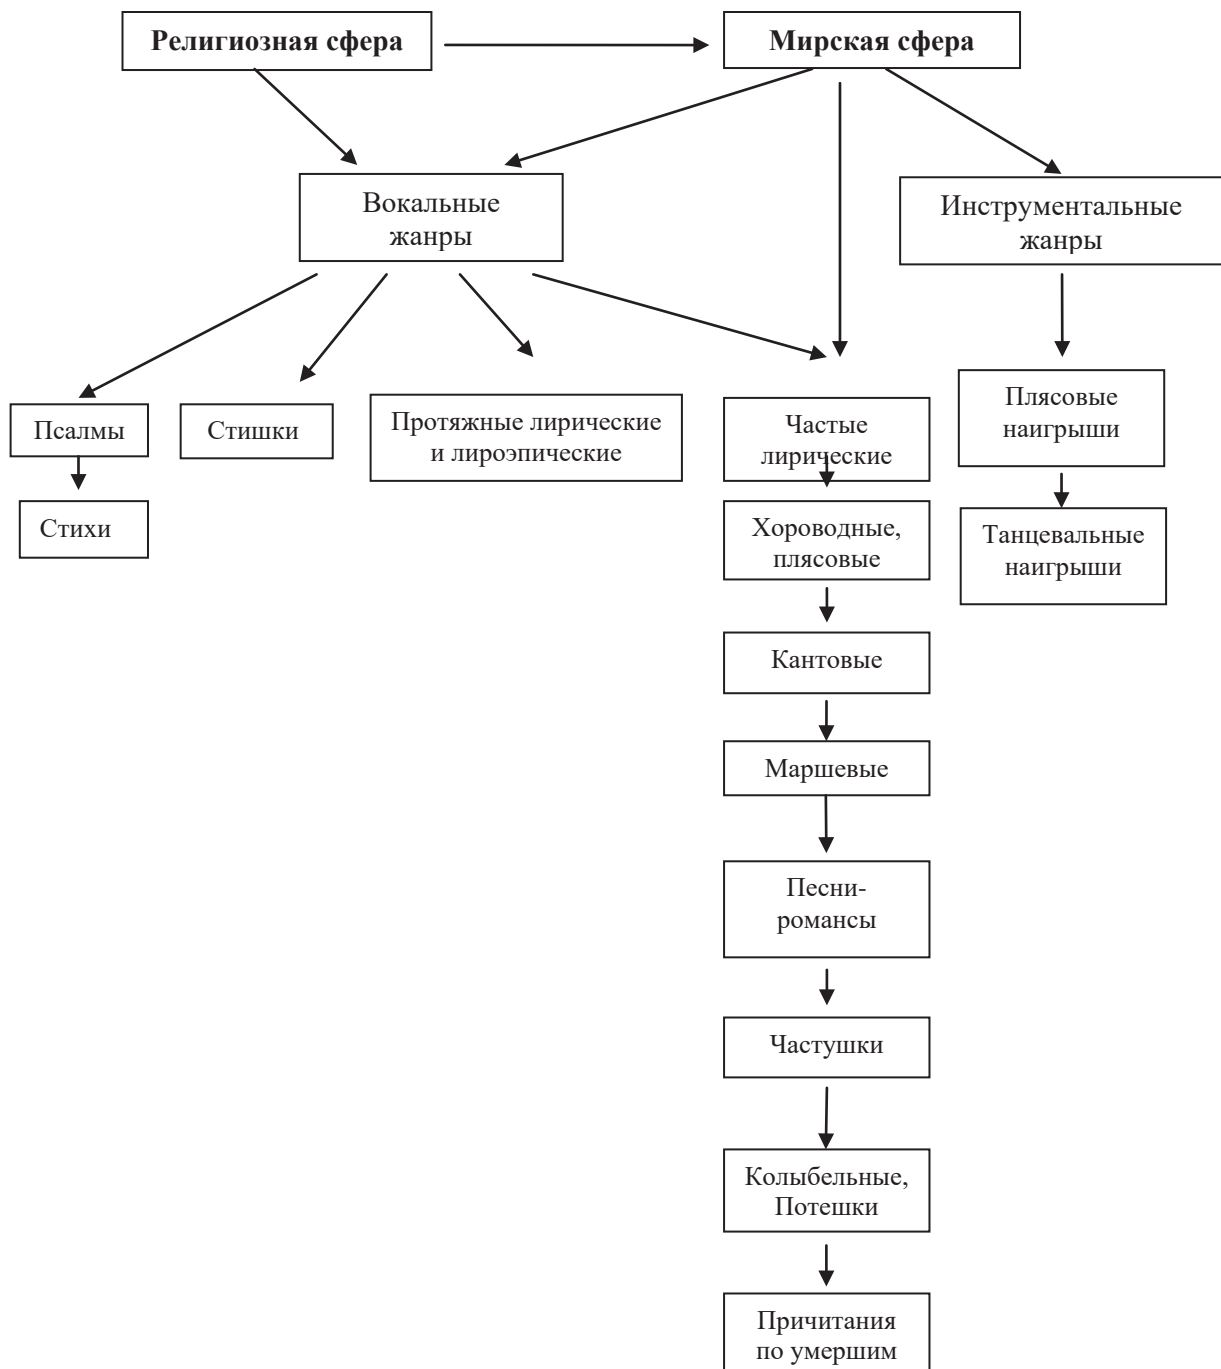 Религиозная сфера
Мирская сфера
Вокальные
жанры
Инструментальные
жанры
Псалмы
Стишки
Протяжные лирические
и лироэпические
Частые
лирические
Плясовые
наигрыши
Стихи
Хороводные,
плясовые
Танцевальные
наигрыши
Кантовые
Маршевые
Песни-
романсы
Частушки
Колыбельные,
Потешки
Причитания
по умершим